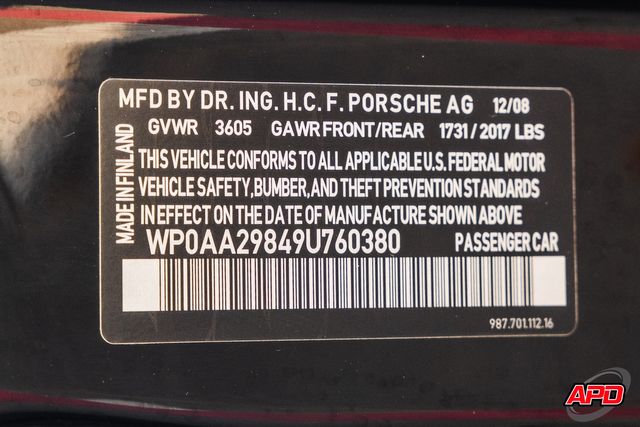 MFD BY DR. ING. H.C. F. PORSCHE AG 12/08
GVWR 3605 GAWR FRONT/REAR 1731/2017 LBS
MADE IN FINLAND
THIS VEHICLE CONFORMS TO ALL APPLICABLE U.S. FEDERAL MOTOR
VEHICLE SAFETY, BUMBER, AND THEFT PREVENTION STANDARDS
IN EFFECT ON THE DATE OF MANUFACTURE SHOWN ABOVE
WP0AA29849U760380 PASSENGER CAR
987.701.112.16
APD